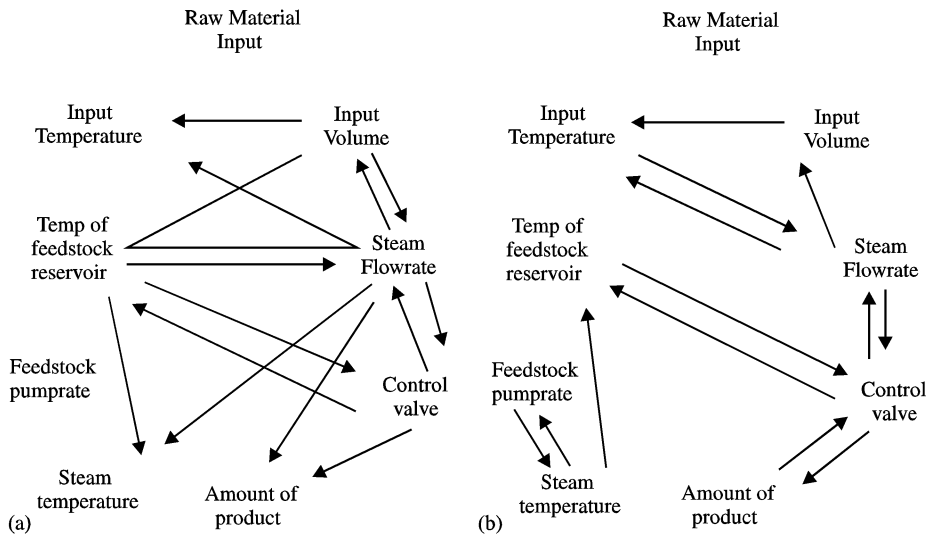 Raw Material
Input
Input
Temperature
Input
Volume
Temp of
feedstock
reservoir
Steam
Flowrate
Feedstock
pumprate
Control
valve
Steam
temperature
Amount of
product
(a)
Raw Material
Input
Input
Temperature
Input
Volume
Temp of
feedstock
reservoir
Steam
Flowrate
Feedstock
pumprate
Control
valve
Steam
temperature
Amount of
product
(b)